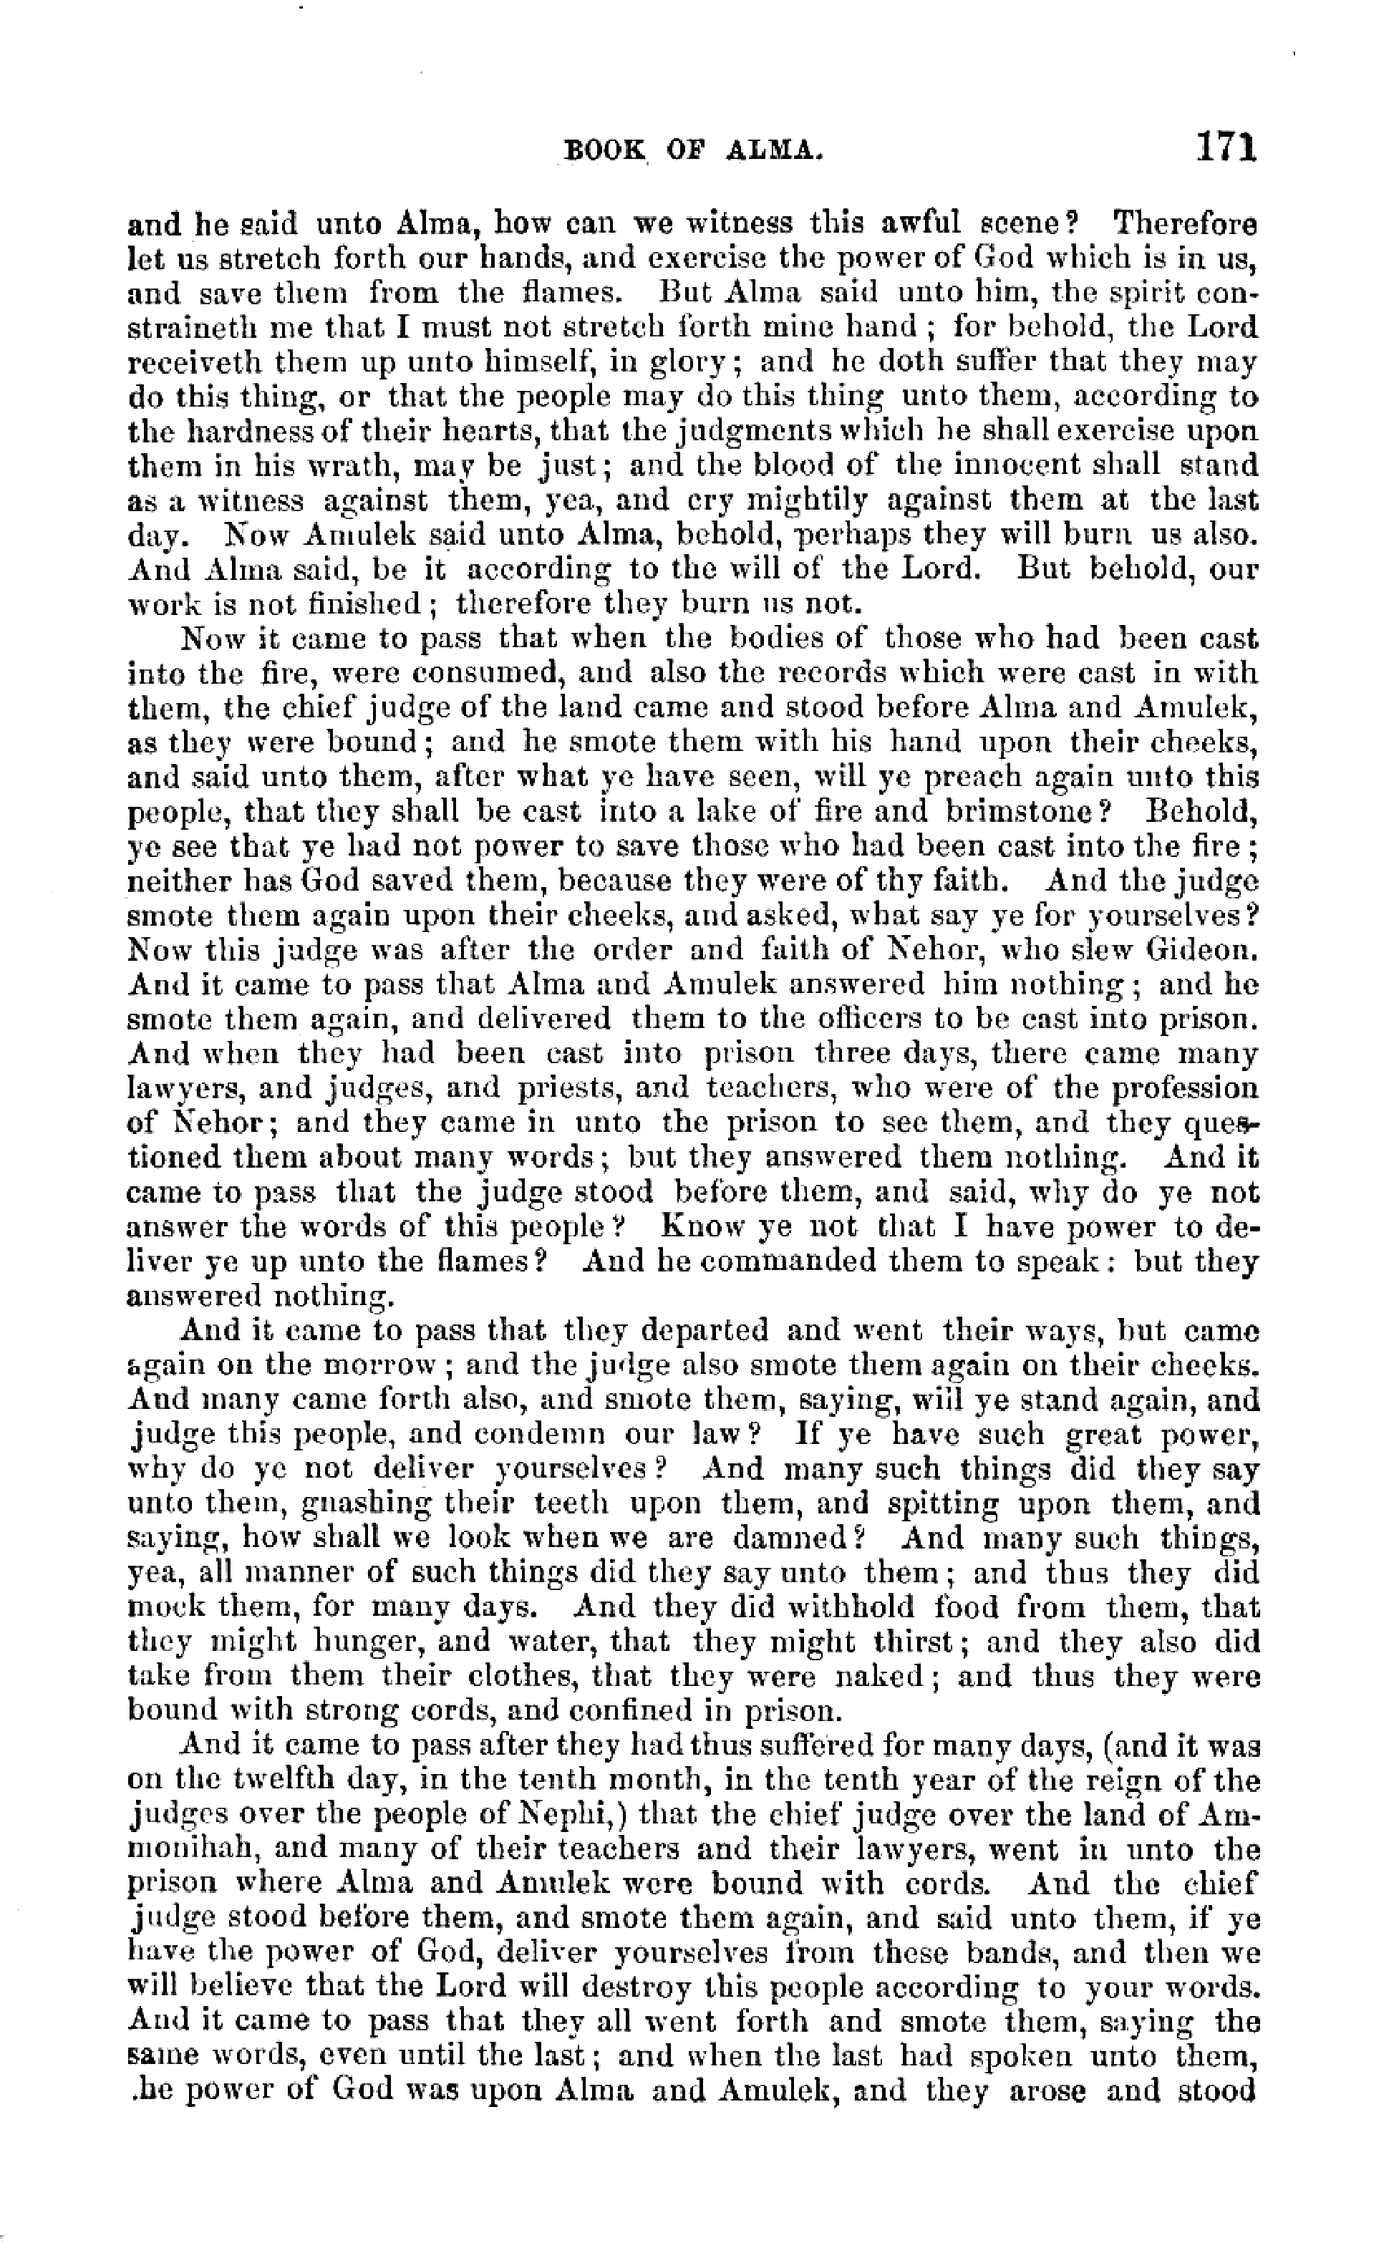 BOOK OF ALMA. 171
and he said unto Alma, how can we witness this awful scene? Therefore
let us stretch forth our hands, and exercise the power of God which is in us,
and save them from the flames. But Alma said unto him, the spirit con-
straineth me that I must not stretch forth mine hand; for behold, the Lord
receiveth them up unto himself, in glory; and he doth suffer that they may
do this thing, or that the people may do this thing unto them, according to
the hardness of their hearts, that the judgments which he shall exercise upon
them in his wrath, may be just; and the blood of the innocent shall stand
as a witness against them, yea, and cry mightily against them at the last
day. Now Amulek said unto Alma, behold, perhaps they will burn us also.
And Alma said, be it according to the will of the Lord. But behold, our
work is not finished; therefore they burn us not.
Now it came to pass that when the bodies of those who had been cast
into the fire, were consumed, and also the records which were cast in with
them, the chief judge of the land came and stood before Alma and Amulek,
as they were bound; and he smote them with his hand upon their cheeks,
and said unto them, after what ye have seen, will ye preach again unto this
people, that they shall be cast into a lake of fire and brimstone? Behold,
ye see that ye had not power to save those who had been cast into the fire;
neither has God saved them, because they were of thy faith. And the judge
smote them again upon their cheeks, and asked, what say ye for yourselves?
Now this judge was after the order and faith of Nehor, who slew Gideon.
And it came to pass that Alma and Amulek answered him nothing; and he
smote them again, and delivered them to the officers to be cast into prison.
And when they had been cast into prison three days, there came many
lawyers, and judges, and priests, and teachers, who were of the profession
of Nehor; and they came in unto the prison to see them, and they ques-
tioned them about many words; but they answered them nothing. And it
came to pass that the judge stood before them, and said, why do ye not
answer the words of this people? Know ye not that I have power to de-
liver ye up unto the flames? And he commanded them to speak: but they
answered nothing.
And it came to pass that they departed and went their ways, but came
again on the morrow; and the judge also smote them again on their cheeks.
And many came forth also, and smote them, saying, will ye stand again, and
judge this people, and condemn our law? If ye have such great power,
why do ye not deliver yourselves? And many such things did they say
unto them, gnashing their teeth upon them, and spitting upon them, and
saying, how shall we look when we are damned? And many such things,
yea, all manner of such things did they say unto them; and thus they did
mock them, for many days. And they did withhold food from them, that
they might hunger, and water, that they might thirst; and they also did
take from them their clothes, that they were naked; and thus they were
bound with strong cords, and confined in prison.
And it came to pass after they had thus suffered for many days, (and it was
on the twelfth day, in the tenth month, in the tenth year of the reign of the
judges over the people of Nephi,) that the chief judge over the land of Am-
monihah, and many of their teachers and their lawyers, went in unto the
prison where Alma and Amulek were bound with cords. And the chief
judge stood before them, and smote them again, and said unto them, if ye
have the power of God, deliver yourselves from these bands, and then we
will believe that the Lord will destroy this people according to your words.
And it came to pass that they all went forth and smote them, saying the
same words, even until the last; and when the last had spoken unto them,
.he power of God was upon Alma and Amulek, and they arose and stood